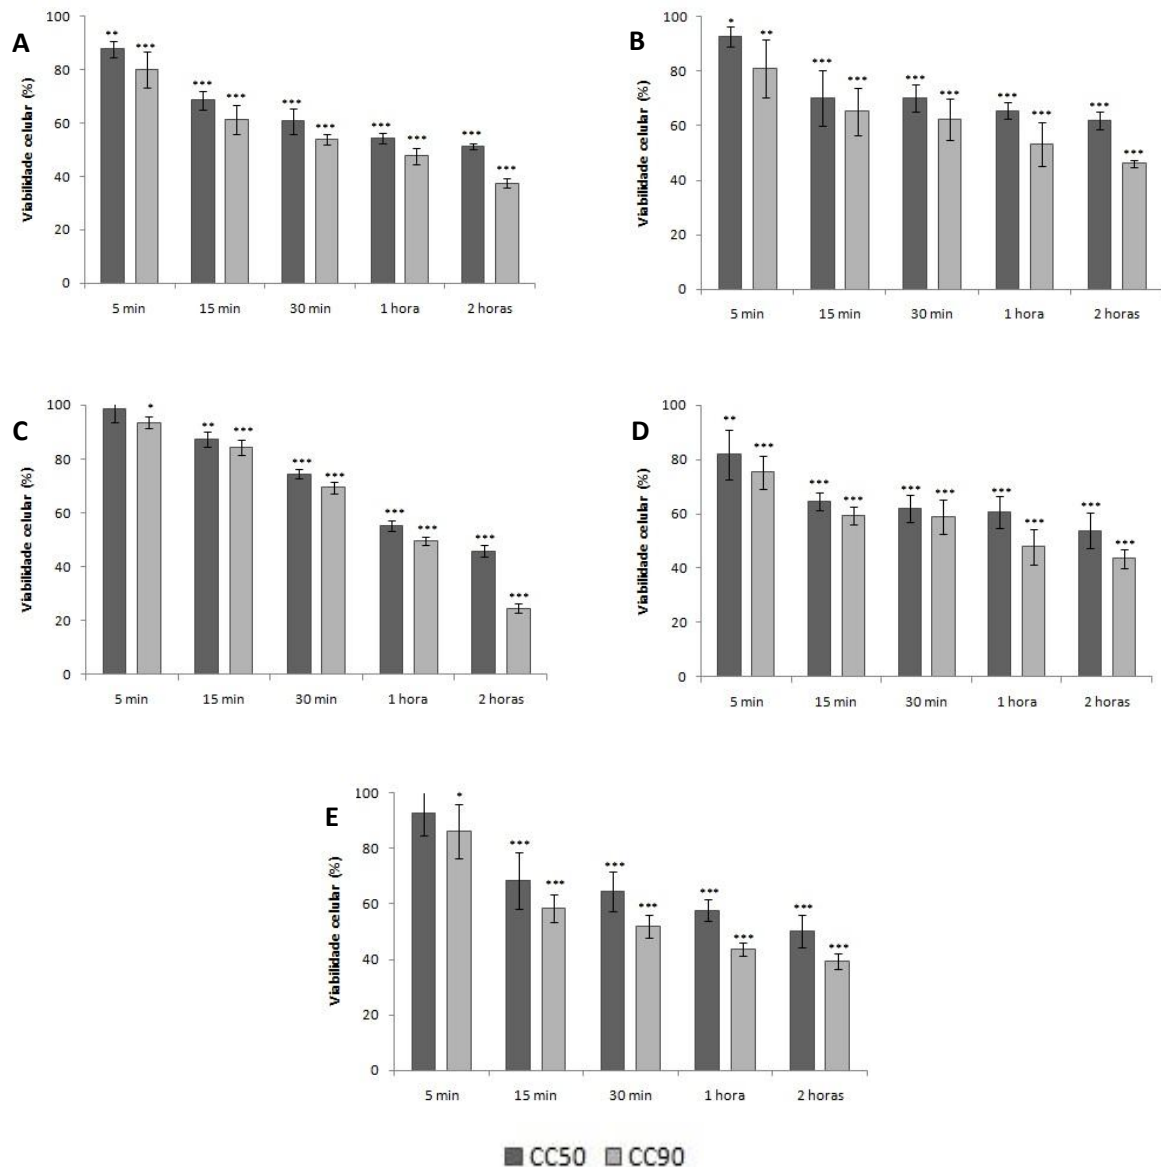 A
Viabilidade celular (%)
100
80
60
40
20
0
** *** *** *** *** *** *** *** *** ***
5 min 15 min 30 min 1 hora 2 horas
B
Viabilidade celular (%)
100
80
60
40
20
0
* ** *** *** *** *** *** *** *** ***
5 min 15 min 30 min 1 hora 2 horas
C
Viabilidade celular (%)
100
80
60
40
20
0
* ** *** *** *** *** *** *** ***
5 min 15 min 30 min 1 hora 2 horas
D
Viabilidade celular (%)
100
80
60
40
20
0
** *** *** *** *** *** *** *** *** ***
5 min 15 min 30 min 1 hora 2 horas
E
Viabilidade celular (%)
100
80
60
40
20
0
* *** *** *** *** *** *** *** ***
5 min 15 min 30 min 1 hora 2 horas
CC50 CC90